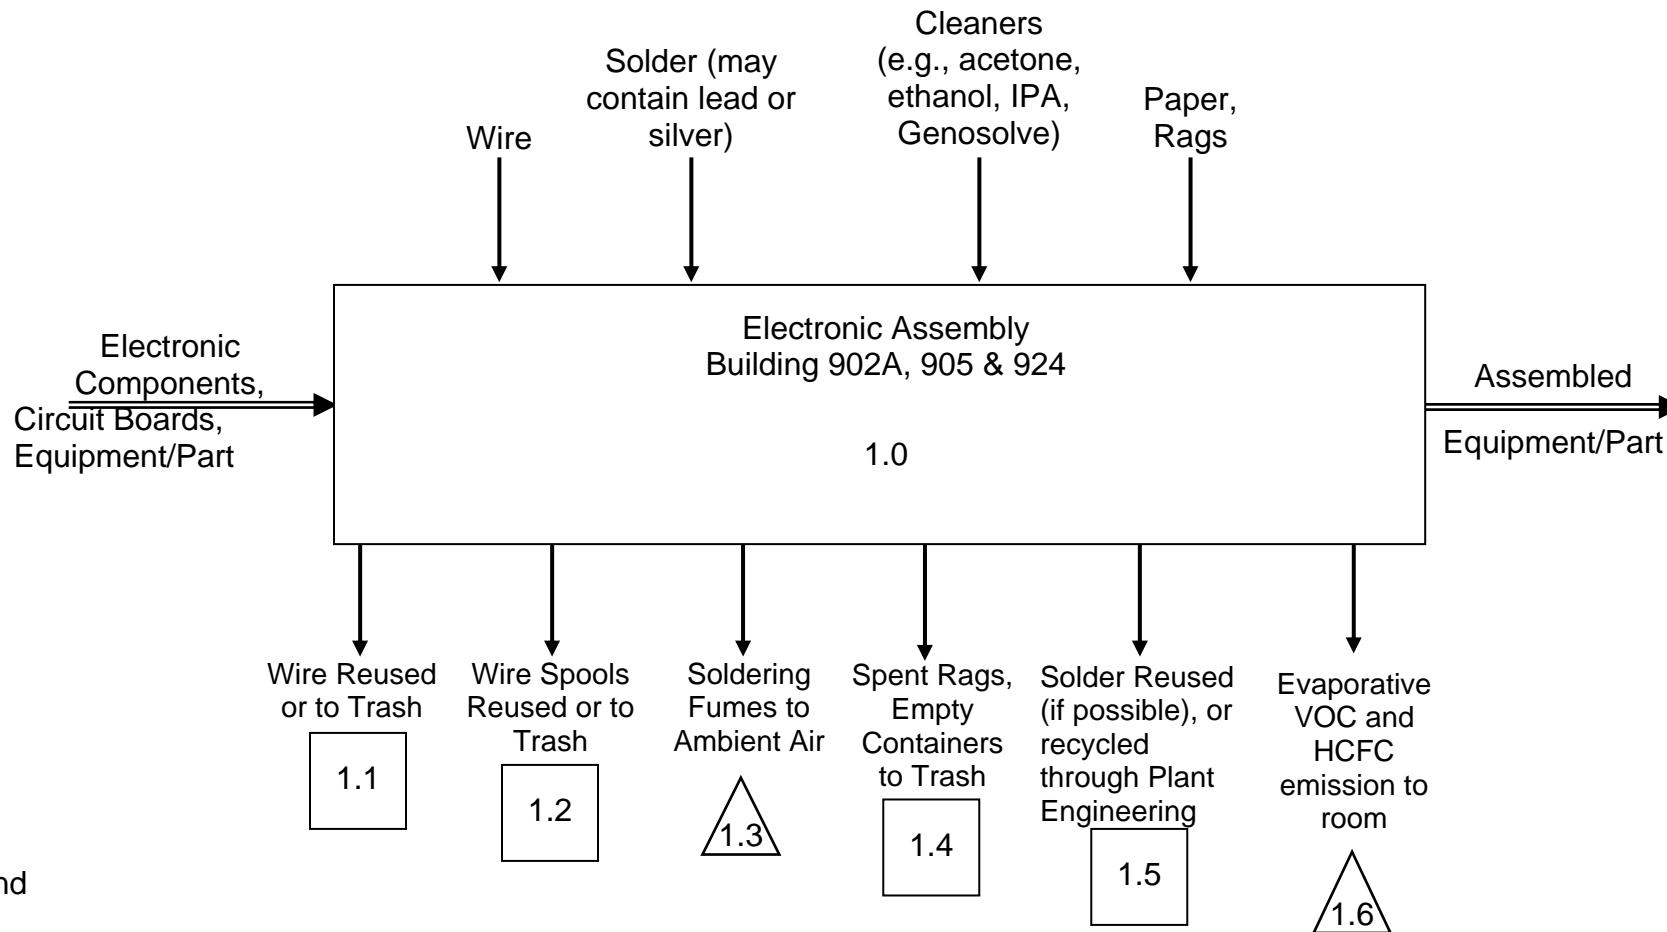 Cleaners
(e.g., acetone,
ethanol, IPA,
Genosolve)
Solder (may
contain lead or
silver)
Paper,
Rags
Wire
Electronic
Components,
Circuit Boards,
Equipment/Part
Electronic Assembly
Building 902A, 905 & 924
1.0
Assembled
Equipment/Part
Wire Reused
or to Trash
1.1
Wire Spools
Reused or to
Trash
1.2
Soldering
Fumes to
Ambient Air
1.3
Spent Rags,
Empty
Containers
to Trash
1.4
Solder Reused
(if possible), or
recycled
through Plant
Engineering
1.5
Evaporative
VOC and
HCFC
emission to
room
1.6
nd